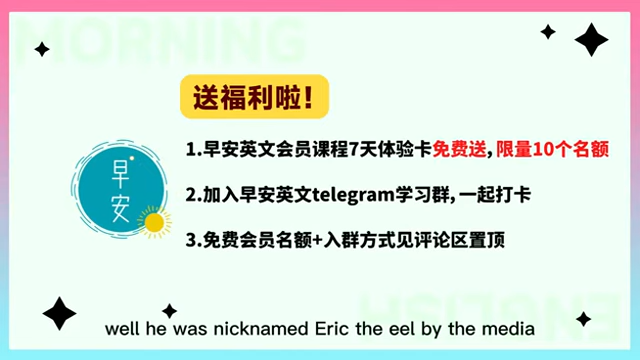 MORNING
送福利啦!
1.早安英文会员课程7天体验卡免费送,限量10个名额
早安
2.加入早安英文telegram学习群,一起打卡
3.免费会员名额+入群方式见评论区置顶
ENGLISH
well he was nicknamed Eric the eel by the media